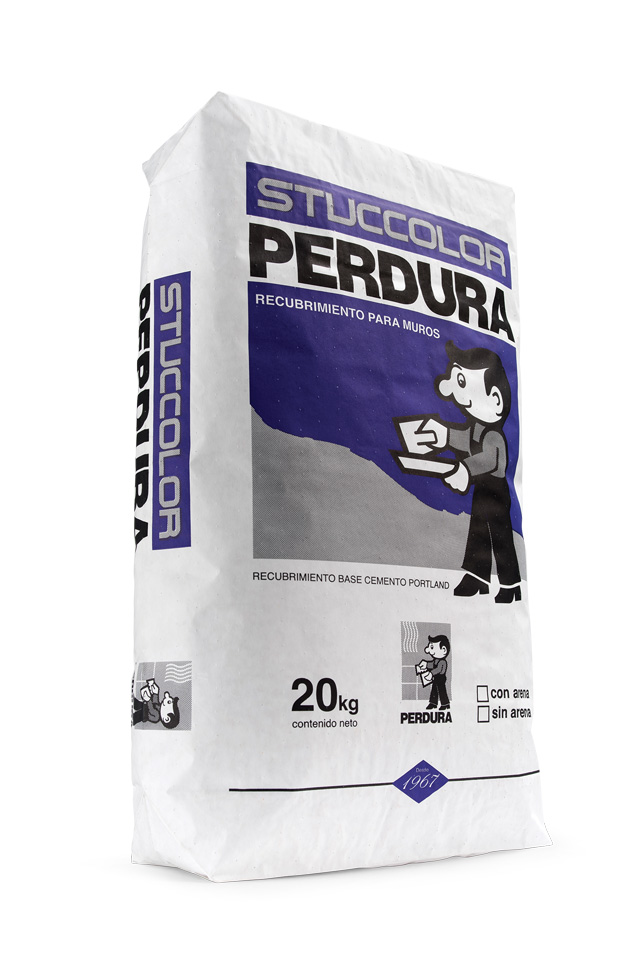 STUCCOLOR
PERDURA
RECUBRIMIENTO PARA MUROS
RECUBRIMIENTO BASE CEMENTO PORTLAND
20kg
contenido neto
PERDURA
con arena
sin arena
Desde
1967
STUCCOLOR
PERDURA